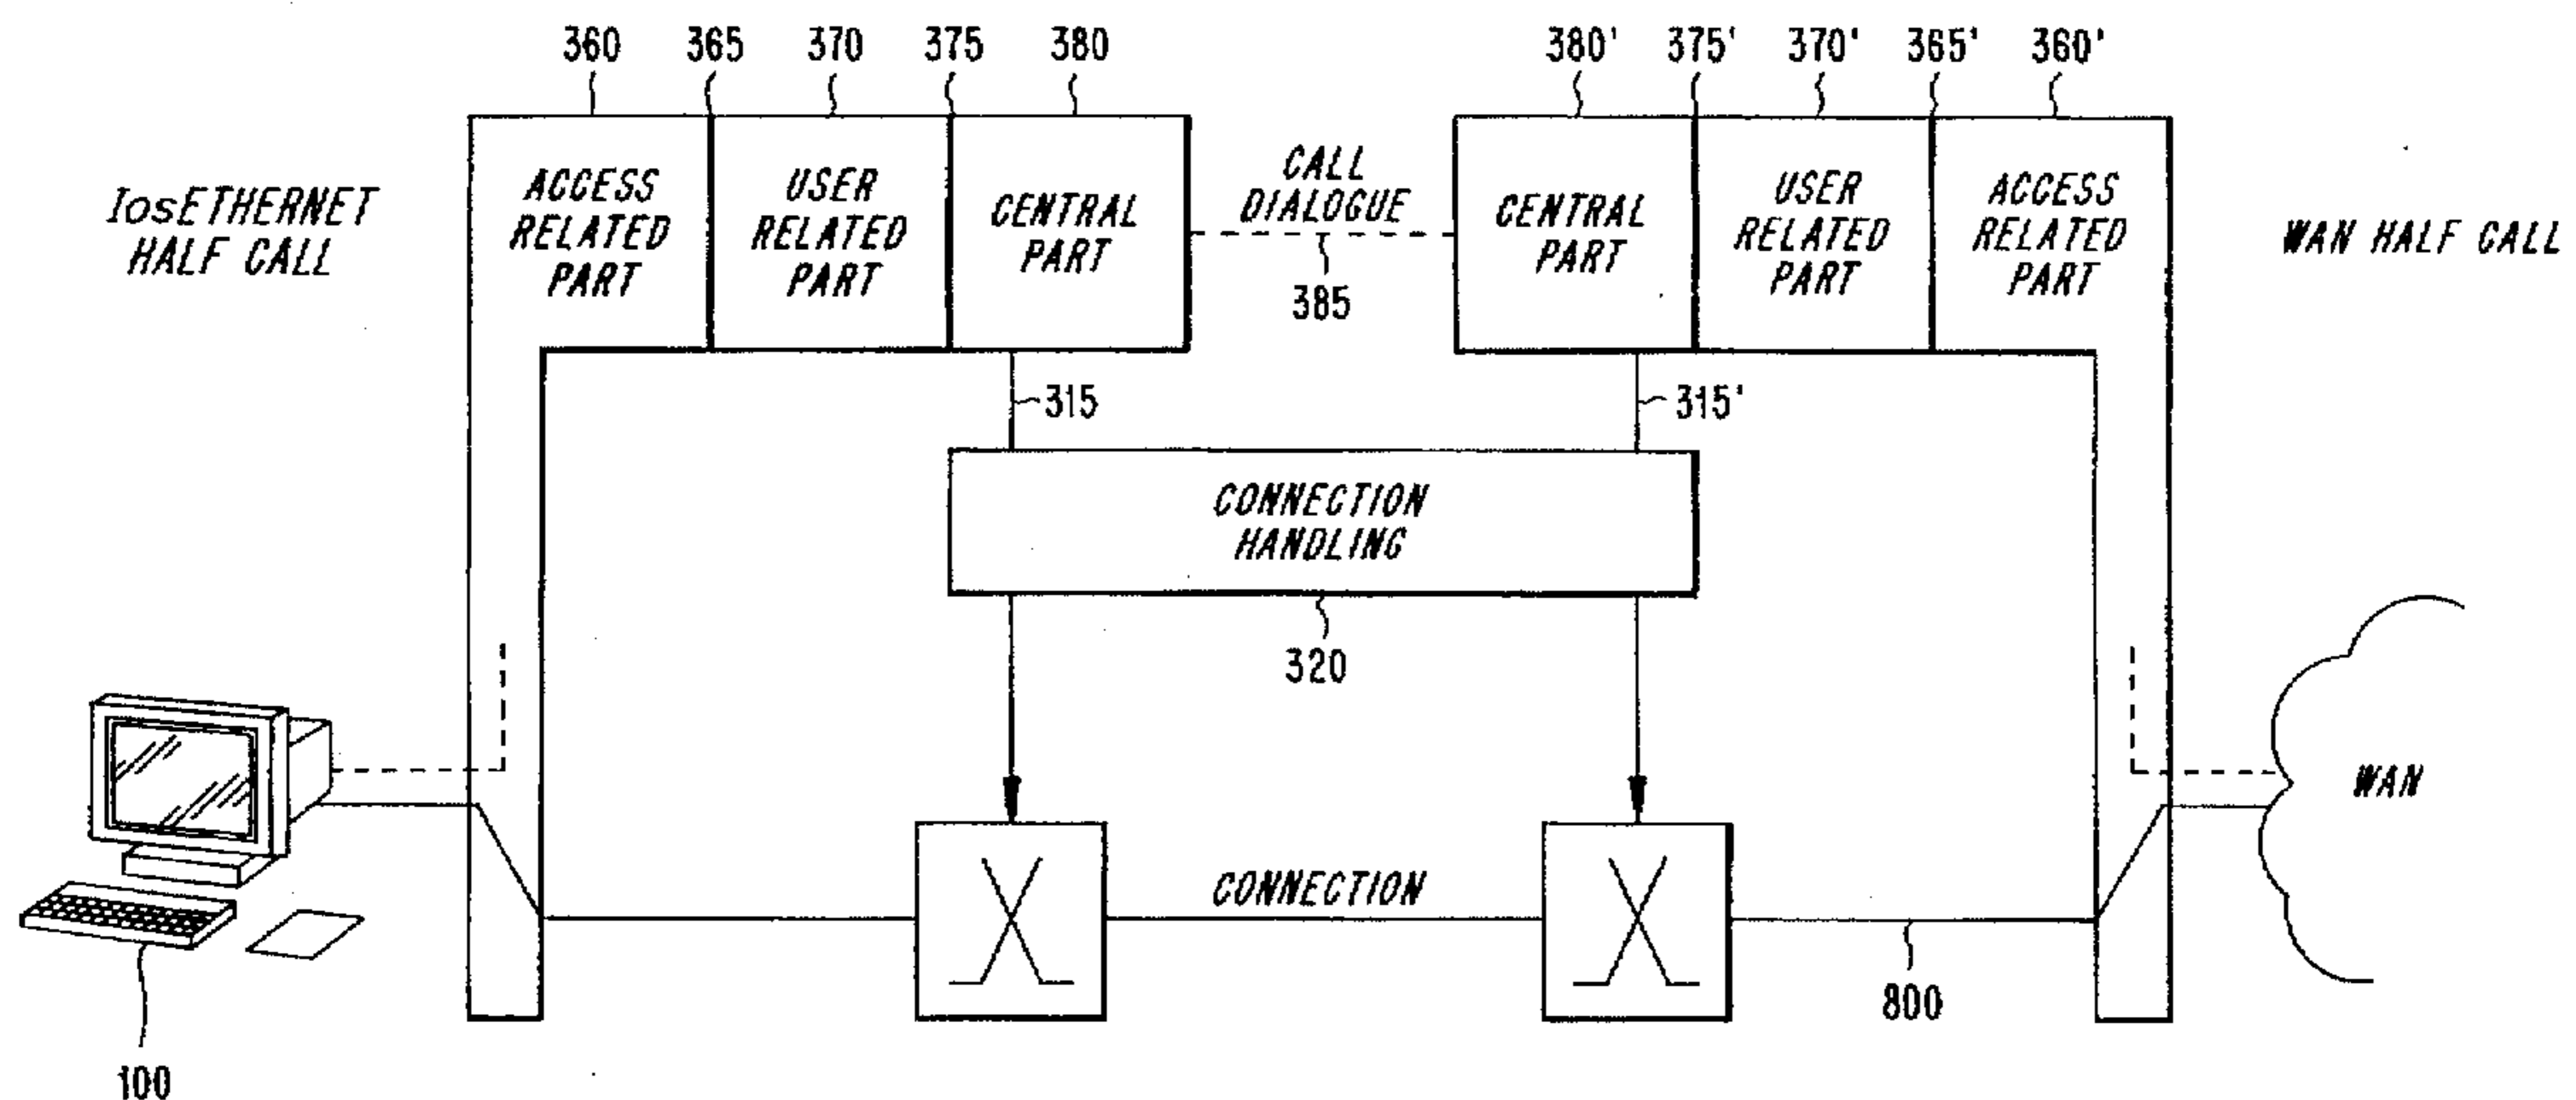 360 365 370 375 380 380' 375' 370' 365' 360'
IosETHERNET
HALF CALL
ACCESS
RELATED
PART
USER
RELATED
PART
CENTRAL
PART
CALL
DIALOGUE
385
CENTRAL
PART
USER
RELATED
PART
ACCESS
RELATED
PART
WAN HALF CALL
315
315'
CONNECTION
HANDLING
320
WAN
CONNECTION
800
100